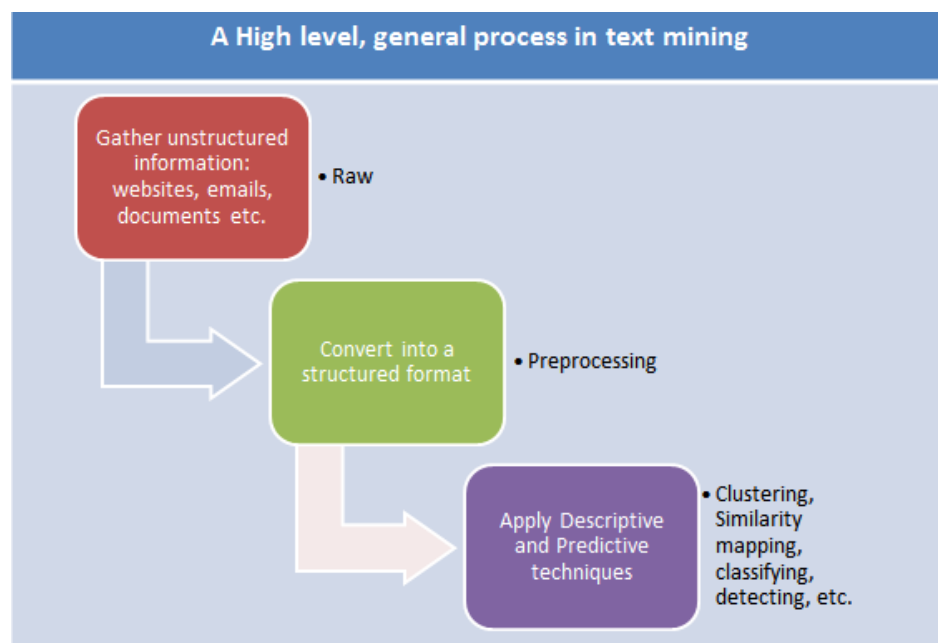 A High level, general process in text mining
Gather unstructured
information:
websites, emails,
documents etc.
• Raw
Convert into a
structured format
• Preprocessing
Apply Descriptive
and Predictive
techniques
• Clustering,
Similarity
mapping,
classifying,
detecting, etc.